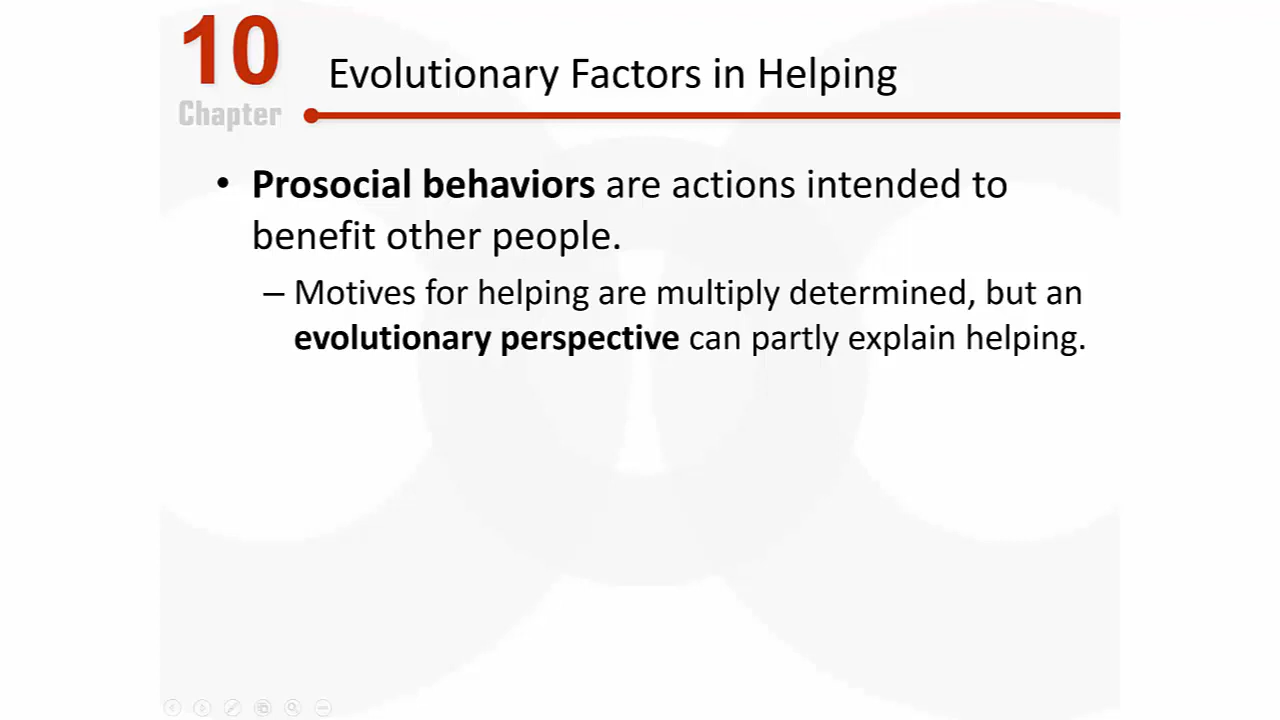 10
Chapter
Evolutionary Factors in Helping
• Prosocial behaviors are actions intended to
benefit other people.
– Motives for helping are multiply determined, but an
evolutionary perspective can partly explain helping.